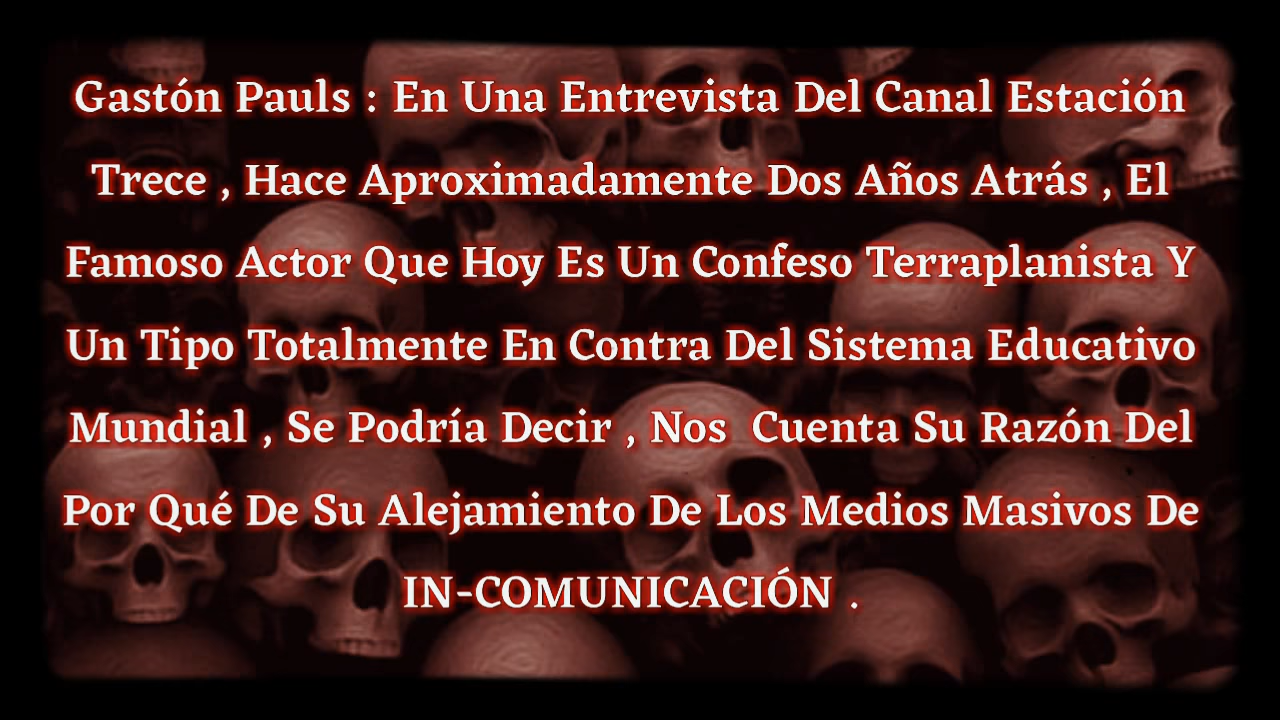 Gastón Pauls : En Una Entrevista Del Canal Estación
Trece , Hace Aproximadamente Dos Años Atrás , El
Famoso Actor Que Hoy Es Un Confeso Terraplanista Y
Un Tipo Totalmente En Contra Del Sistema Educativo
Mundial , Se Podría Decir , Nos  Cuenta Su Razón Del
Por Qué De Su Alejamiento De Los Medios Masivos De
IN-COMUNICACIÓN .